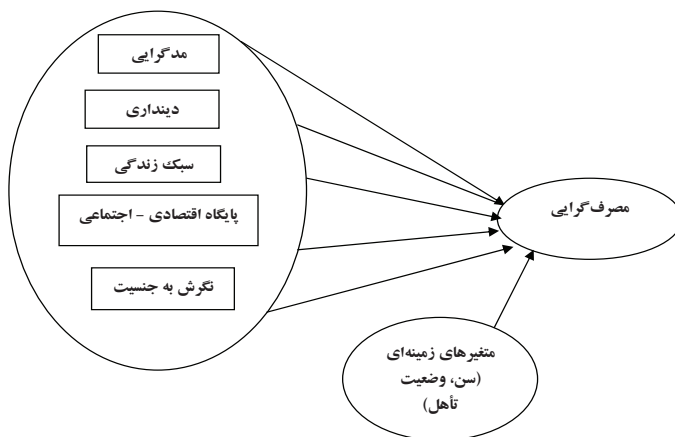 مدگرایی
دینداری
سبک زندگی
پایگاه اقتصادی - اجتماعی
نگرش به جنسیت
مصرف‌گرایی
متغیرهای زمینه‌ای
(سن، وضعیت
تأهل)